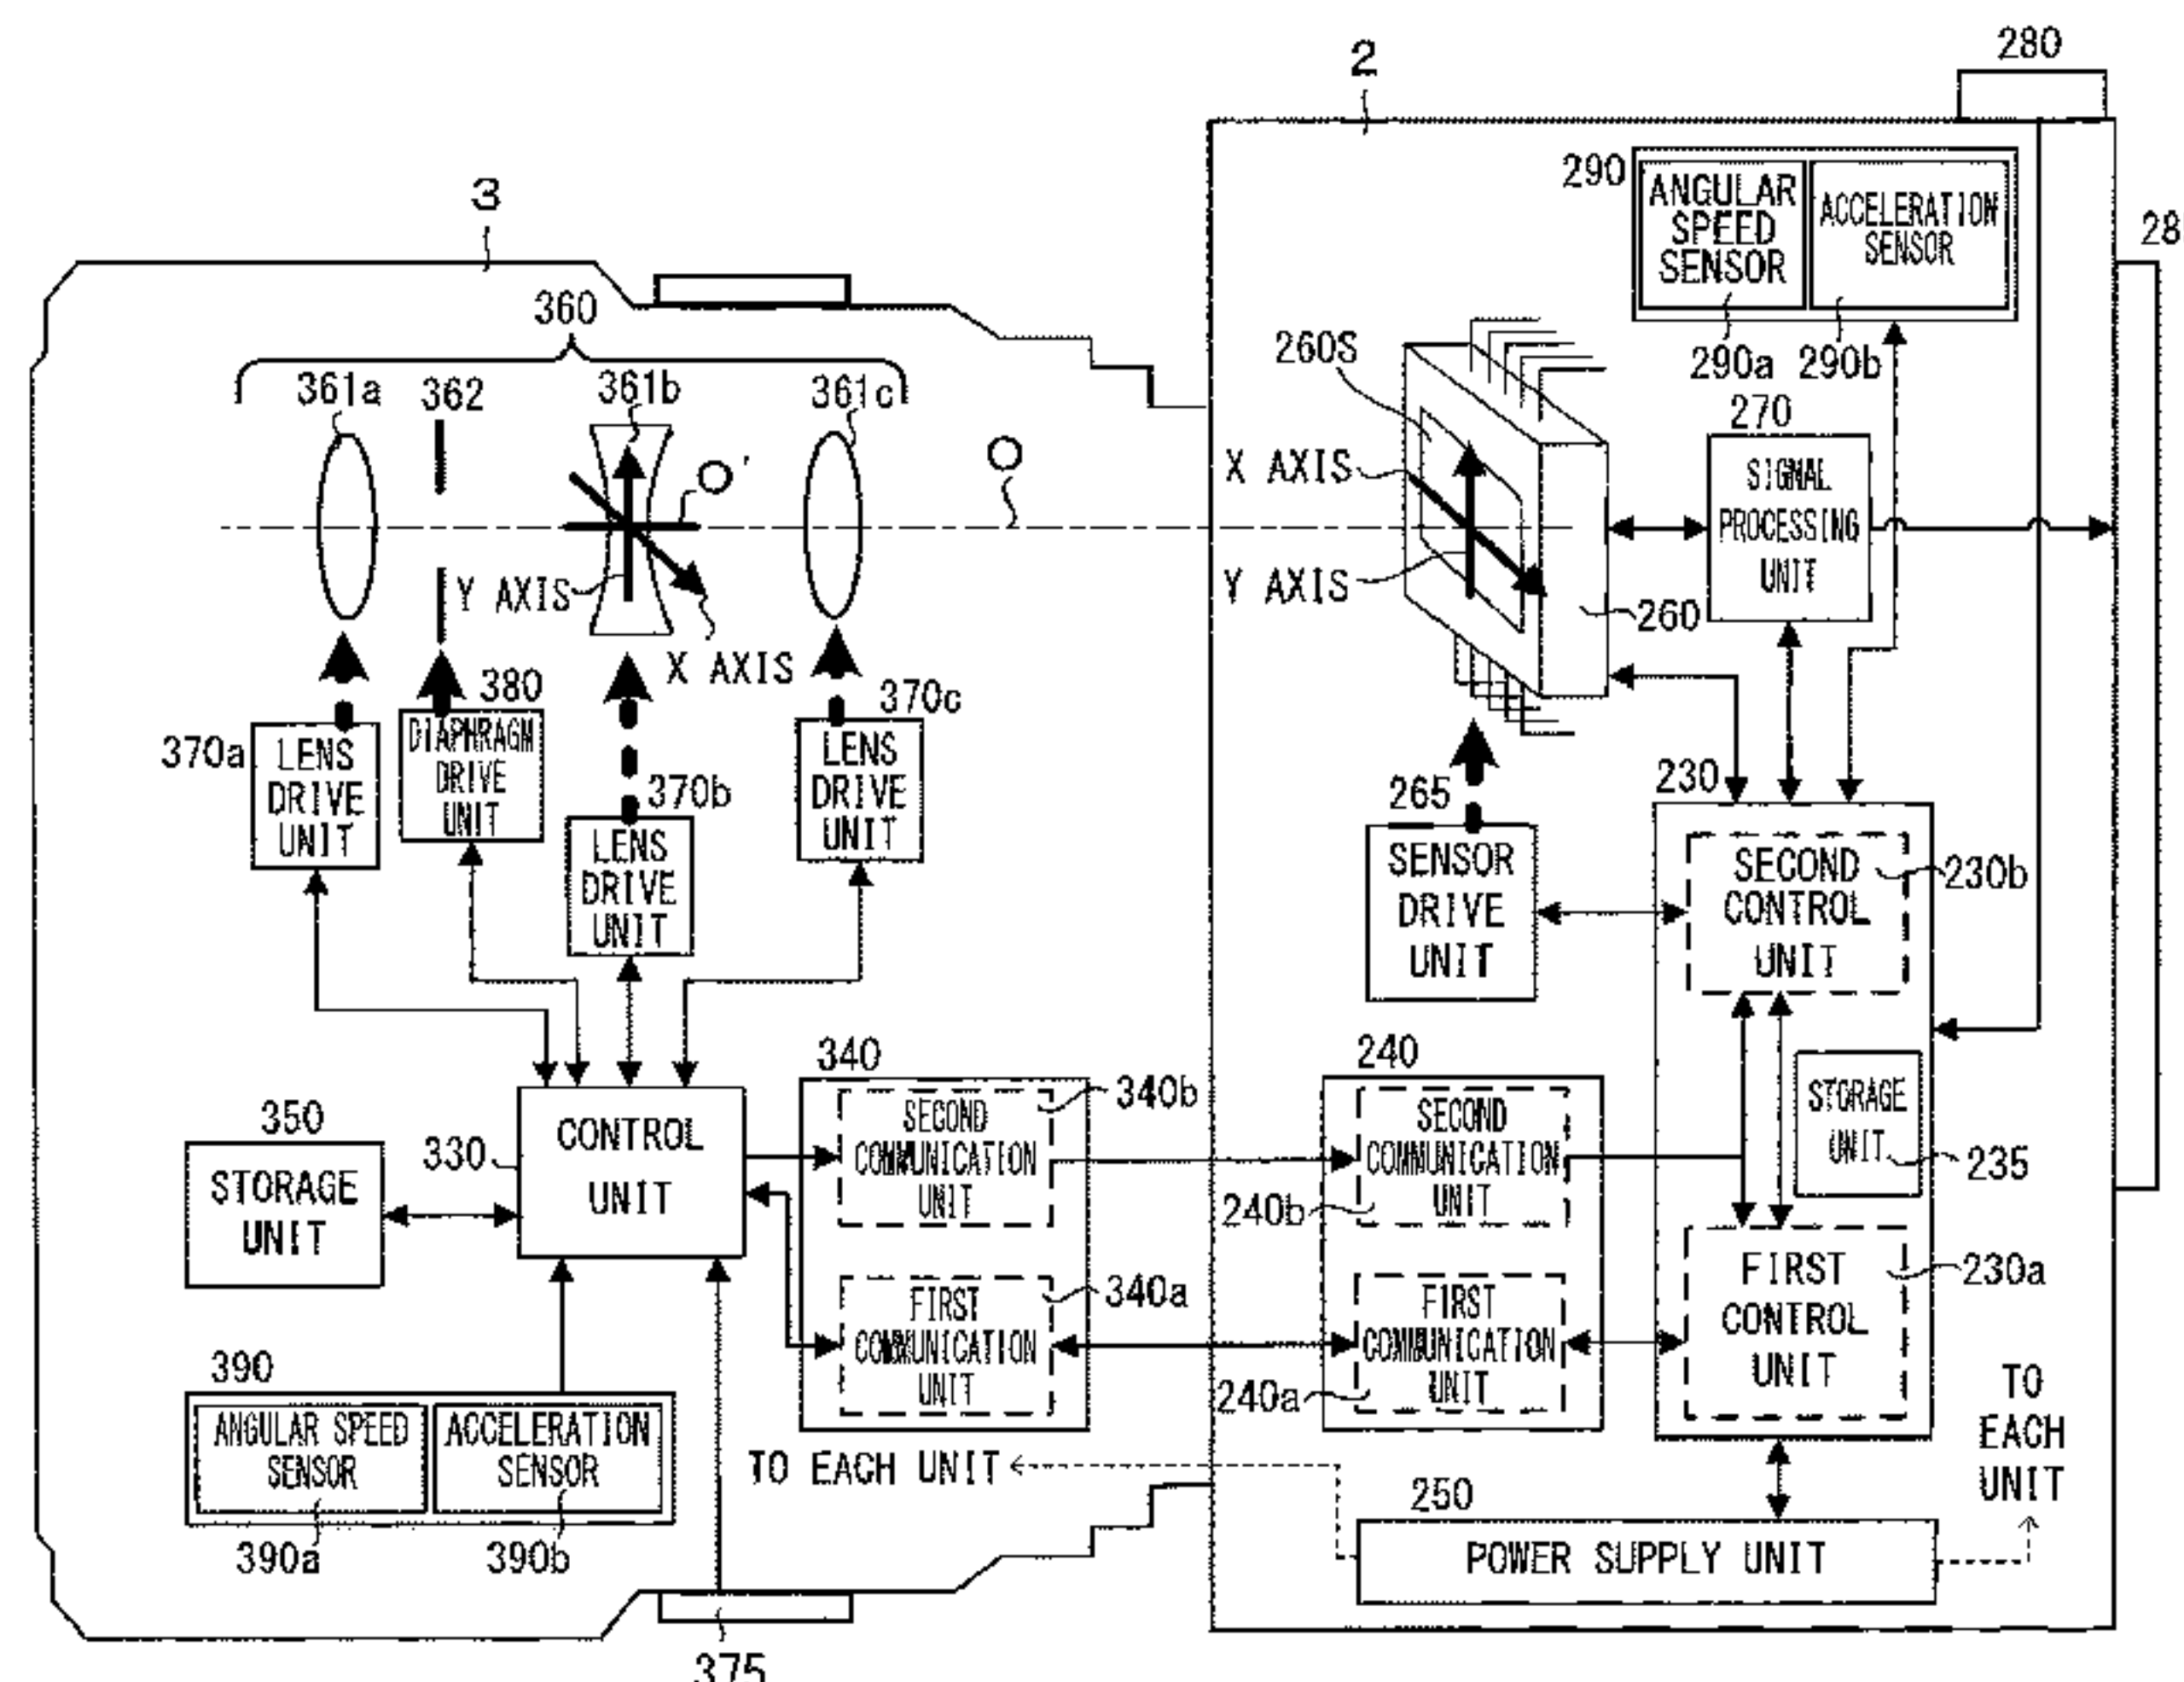 280
2
290
ANGULAR
SPEED
SENSOR
ACCELERATION
SENSOR
28
3
360
260S
290a
290b
361a
362
361b
361c
270
O
O'
X AXIS
SIGNAL
PROCESSING
UNIT
Y AXIS
Y AXIS
260
X AXIS
380
370c
370a
LENS
DRIVE
UNIT
DIAPHRAGM
DRIVE
UNIT
370b
LENS
DRIVE
UNIT
265
230
LENS
DRIVE
UNIT
SENSOR
DRIVE
UNIT
SECOND
CONTROL
UNIT
230b
340
240
350
330
CONTROL
UNIT
SECOND
COMMUNICATION
UNIT
340b
SECOND
COMMUNICATION
UNIT
240b
STORAGE
UNIT
235
STORAGE
UNIT
FIRST
COMMUNICATION
UNIT
340a
FIRST
COMMUNICATION
UNIT
240a
FIRST
CONTROL
UNIT
230a
390
ANGULAR SPEED
SENSOR
ACCELERATION
SENSOR
TO EACH UNIT
TO
EACH
UNIT
250
390a
390b
POWER SUPPLY UNIT
375